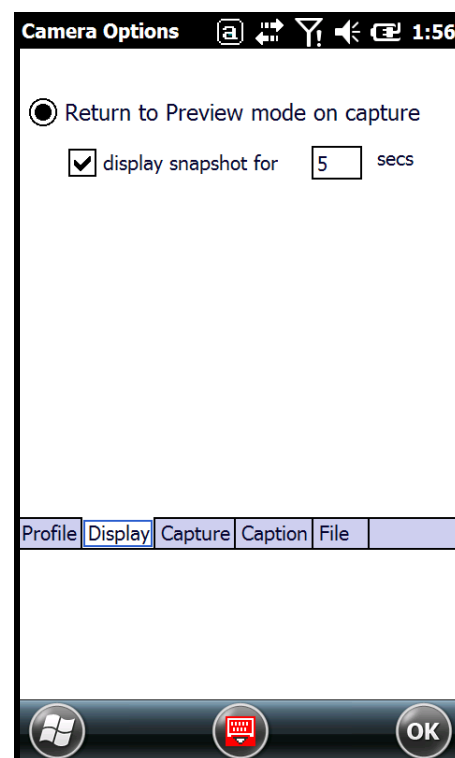 Camera Options a 1:56
Return to Preview mode on capture
display snapshot for 5 secs
Profile Display Capture Caption File
OK